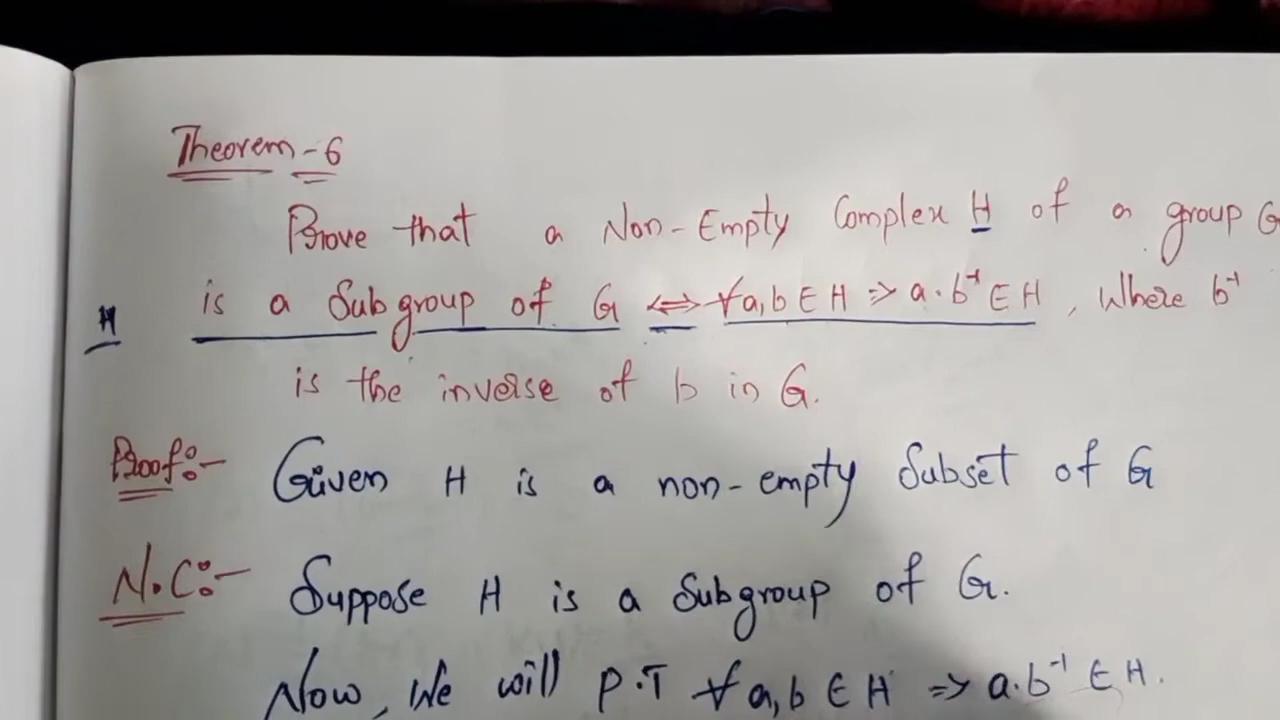 Theorem-6
Prove that a Non-Empty Complex H of a group G
H is a Subgroup of G ⇔ ∀a,b ∈ H ⇒ a·b⁻¹ ∈ H, Where b⁻¹
is the inverse of b in G.
Proof:- Given H is a non-empty Subset of G
N.C:- Suppose H is a Subgroup of G.
Now, We will P.T ∀a,b ∈ H ⇒ a.b⁻¹ ∈ H.